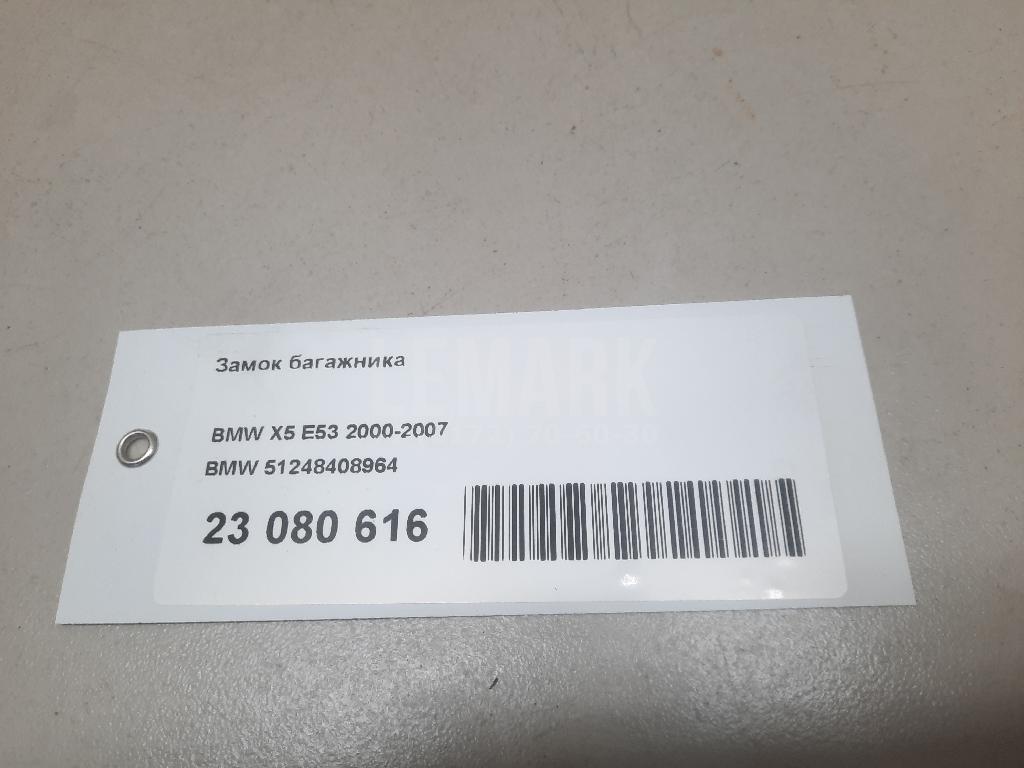 Замок багажника
LEMARK
BMW X5 E53 2000-2007
BMW 51248408964
23 080 616